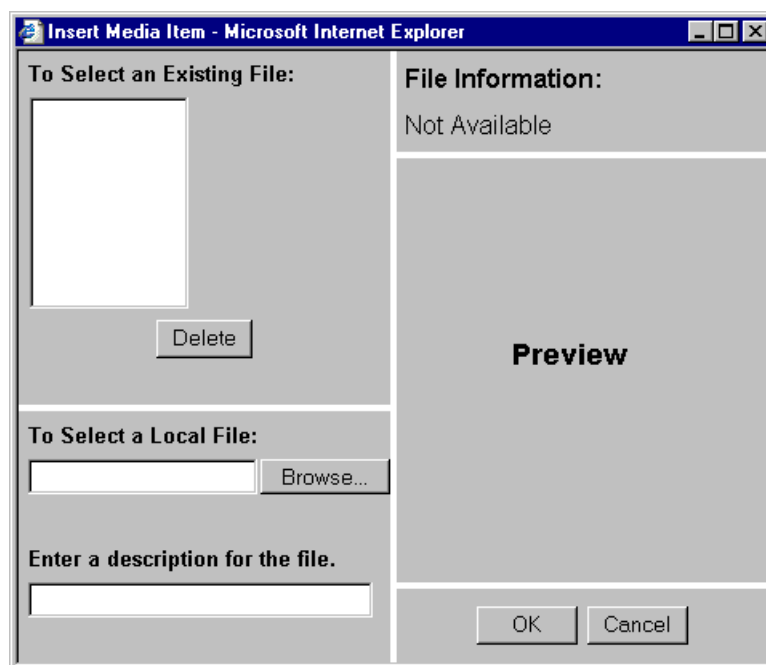 Insert Media Item - Microsoft Internet Explorer
To Select an Existing File:
Delete
To Select a Local File:
Browse...
Enter a description for the file.
File Information:
Not Available
Preview
OK
Cancel